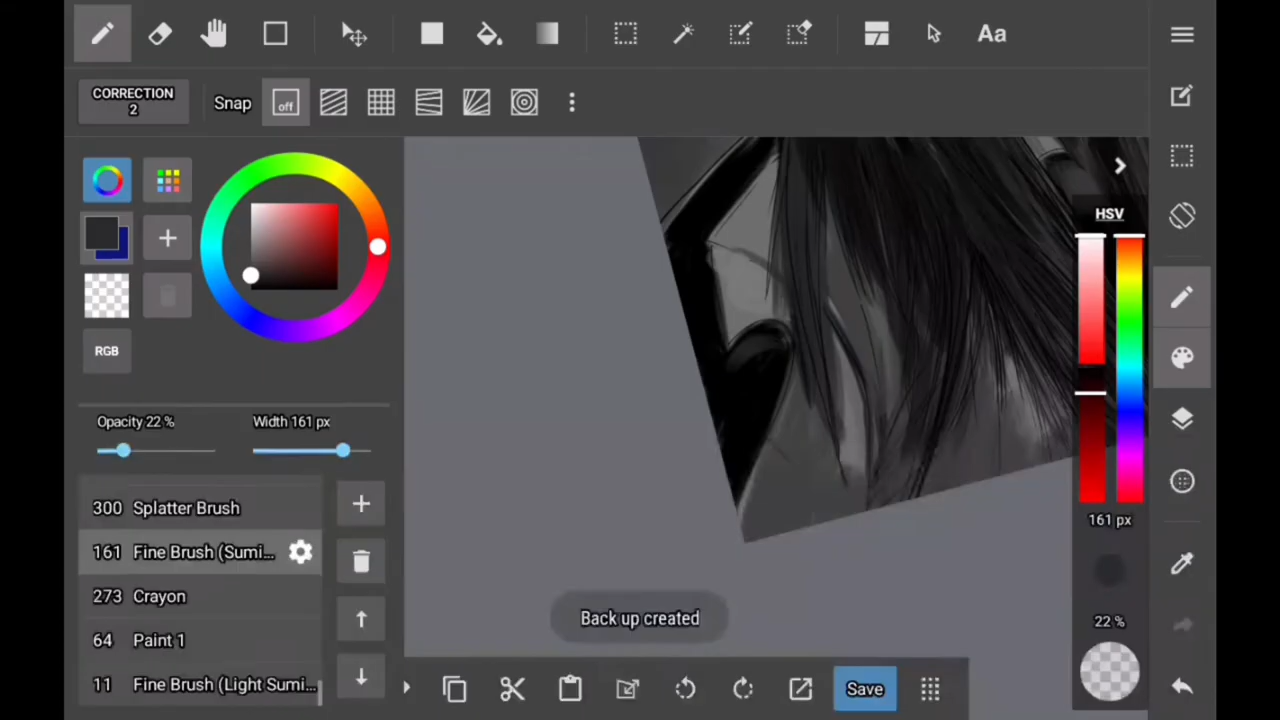 Aa
CORRECTION
2
Snap
off
HSV
RGB
Opacity 22 %
Width 161 px
300 Splatter Brush
161 Fine Brush (Sumi...
273 Crayon
64 Paint 1
11 Fine Brush (Light Sumi...
161 px
22 %
Back up created
Save